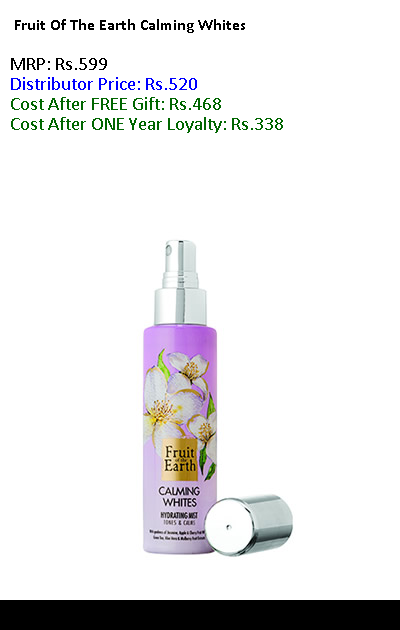 Fruit Of The Earth Calming Whites
MRP: Rs.599
Distributor Price: Rs.520
Cost After FREE Gift: Rs.468
Cost After ONE Year Loyalty: Rs.338
Fruit
of the
Earth
CALMING
WHITES
HYDRATING MIST
TONES & CALMS